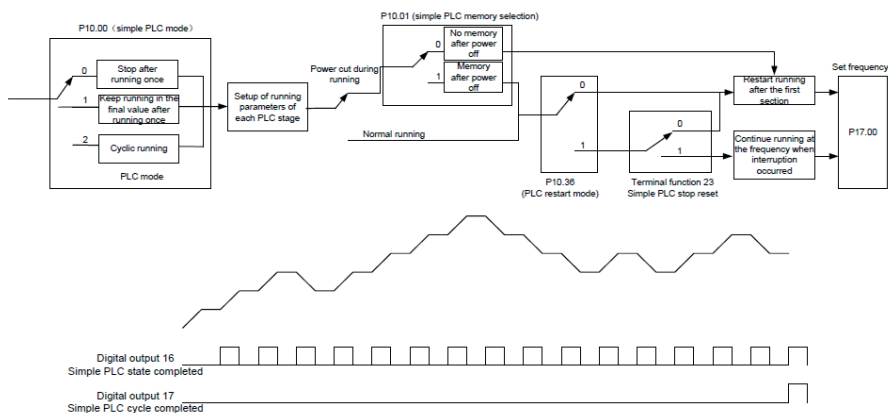 P10.00（simple PLC mode）
0
Stop after
running once
1
Keep running in the
final value after
running once
2
Cyclic running
PLC mode
Setup of running
parameters of
each PLC stage
Power cut during
running
Normal running
P10.01 (simple PLC memory selection)
0
No memory
after power
off
1
Memory
after power
off
0
1
P10.36
(PLC restart mode)
0
1
Terminal function 23
Simple PLC stop reset
Restart running
after the first
section
Continue running
at the frequency when
interruption
occurred
Set frequency
P17.00
Digital output 16
Simple PLC state completed
Digital output 17
Simple PLC cycle completed